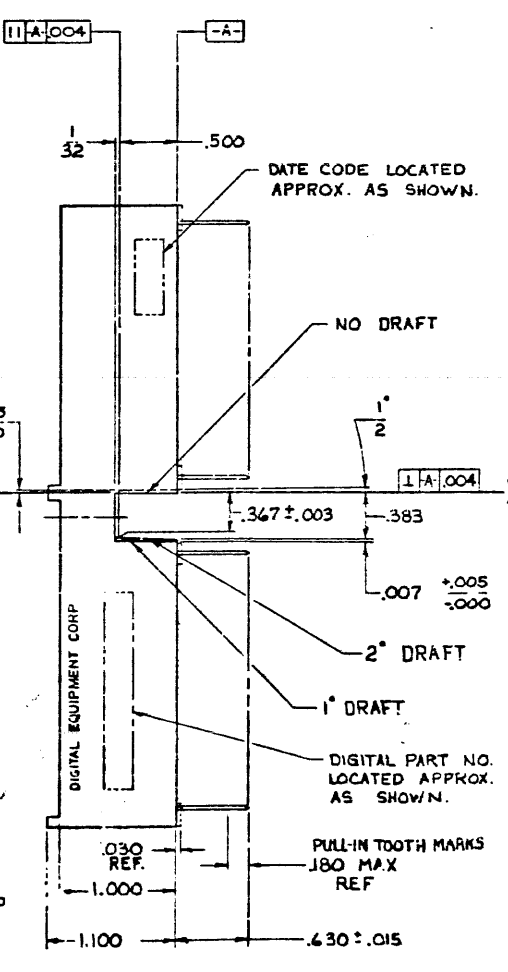 || -A- .004
-A-
1
32
.500
DATE CODE LOCATED
APPROX. AS SHOWN.
NO DRAFT
1°
2
⊥ -A- .004
.367±.003
.383
.007 +.005
-.000
2° DRAFT
1° DRAFT
DIGITAL EQUIPMENT CORP
DIGITAL PART NO.
LOCATED APPROX.
AS SHOWN.
.030
REF.
PULL-IN TOOTH MARKS
.180 MAX
REF
1.000
1.100
.630±.015